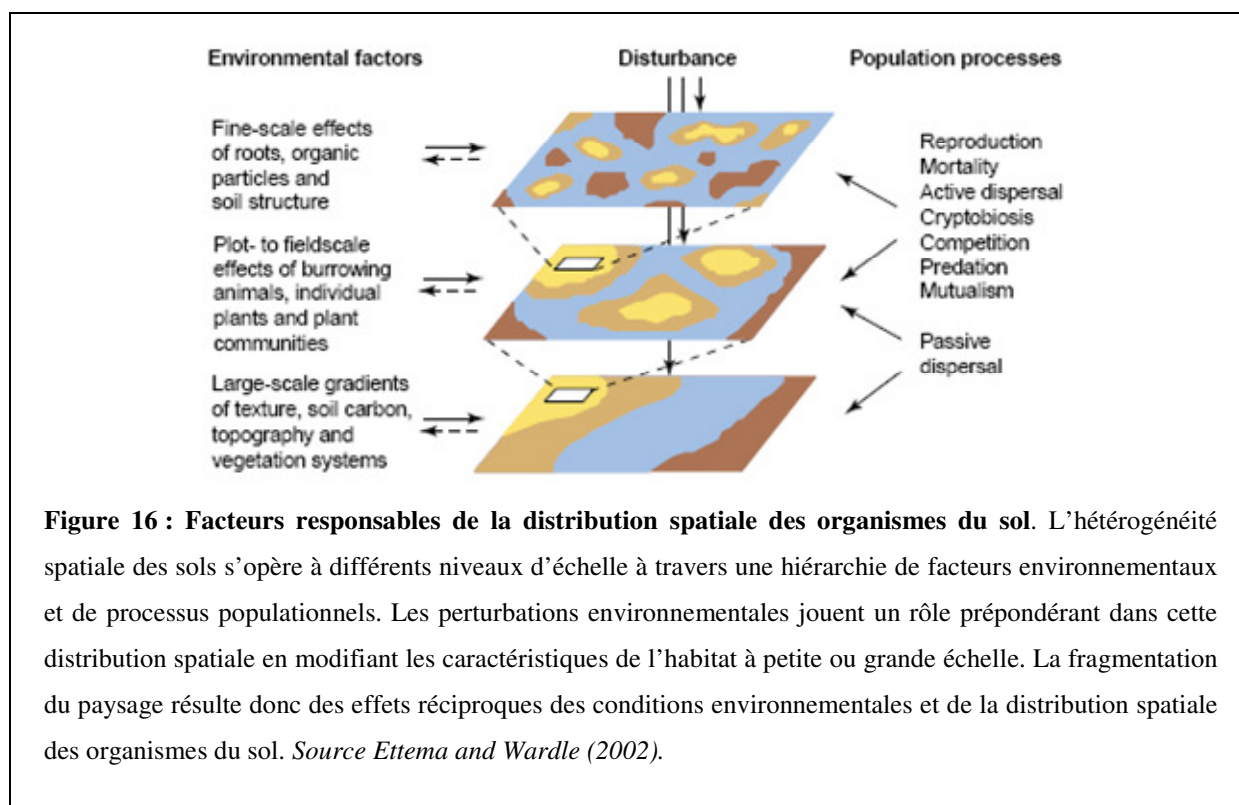 Environmental factors
Disturbance
Population processes
Fine-scale effects
of roots, organic
particles and
soil structure
Plot- to fieldscale
effects of burrowing
animals, individual
plants and plant
communities
Large-scale gradients
of texture, soil carbon,
topography and
vegetation systems
Reproduction
Mortality
Active dispersal
Cryptobiosis
Competition
Predation
Mutualism
Passive
dispersal
Figure 16 : Facteurs responsables de la distribution spatiale des organismes du sol. L’hétérogénéité
spatiale des sols s’opère à différents niveaux d’échelle à travers une hiérarchie de facteurs environnementaux
et de processus populationnels. Les perturbations environnementales jouent un rôle prépondérant dans cette
distribution spatiale en modifiant les caractéristiques de l’habitat à petite ou grande échelle. La fragmentation
du paysage résulte donc des effets réciproques des conditions environnementales et de la distribution spatiale
des organismes du sol. Source Ettema and Wardle (2002).